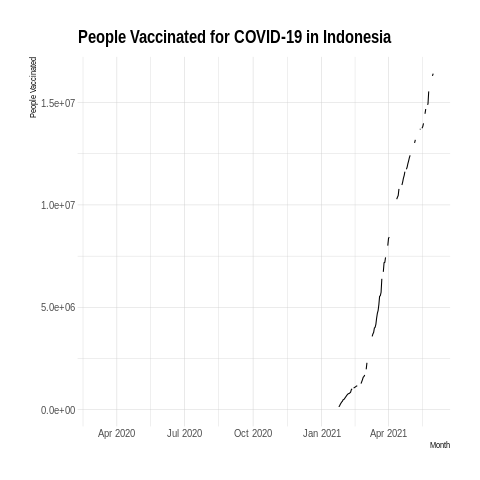 People Vaccinated for COVID-19 in Indonesia
People Vaccinated
1.5e+07
1.0e+07
5.0e+06
0.0e+00
Apr 2020
Jul 2020
Oct 2020
Jan 2021
Apr 2021
Month